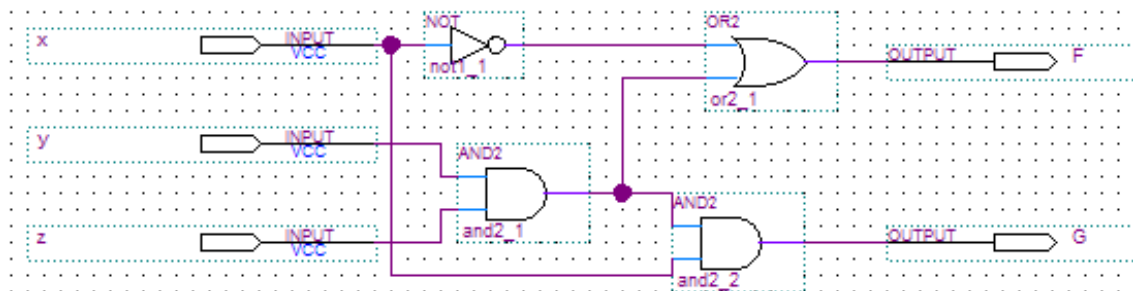 NOT
OR2
x
INPUT
VCC
not1_1
OUTPUT
F
or2_1
y
INPUT
VCC
AND2
and2_1
AND2
z
INPUT
VCC
OUTPUT
G
and2_2